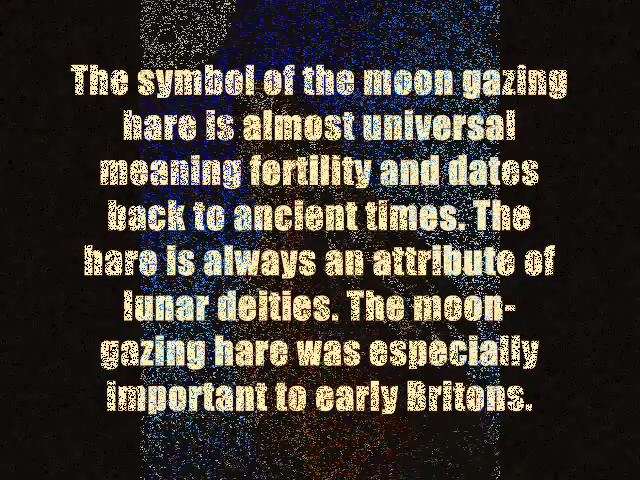 The symbol of the moon gazing
hare is almost universal
meaning fertility and dates
back to ancient times. The
hare is always an attribute of
lunar deities. The moon-
gazing hare was especially
important to early Britons.